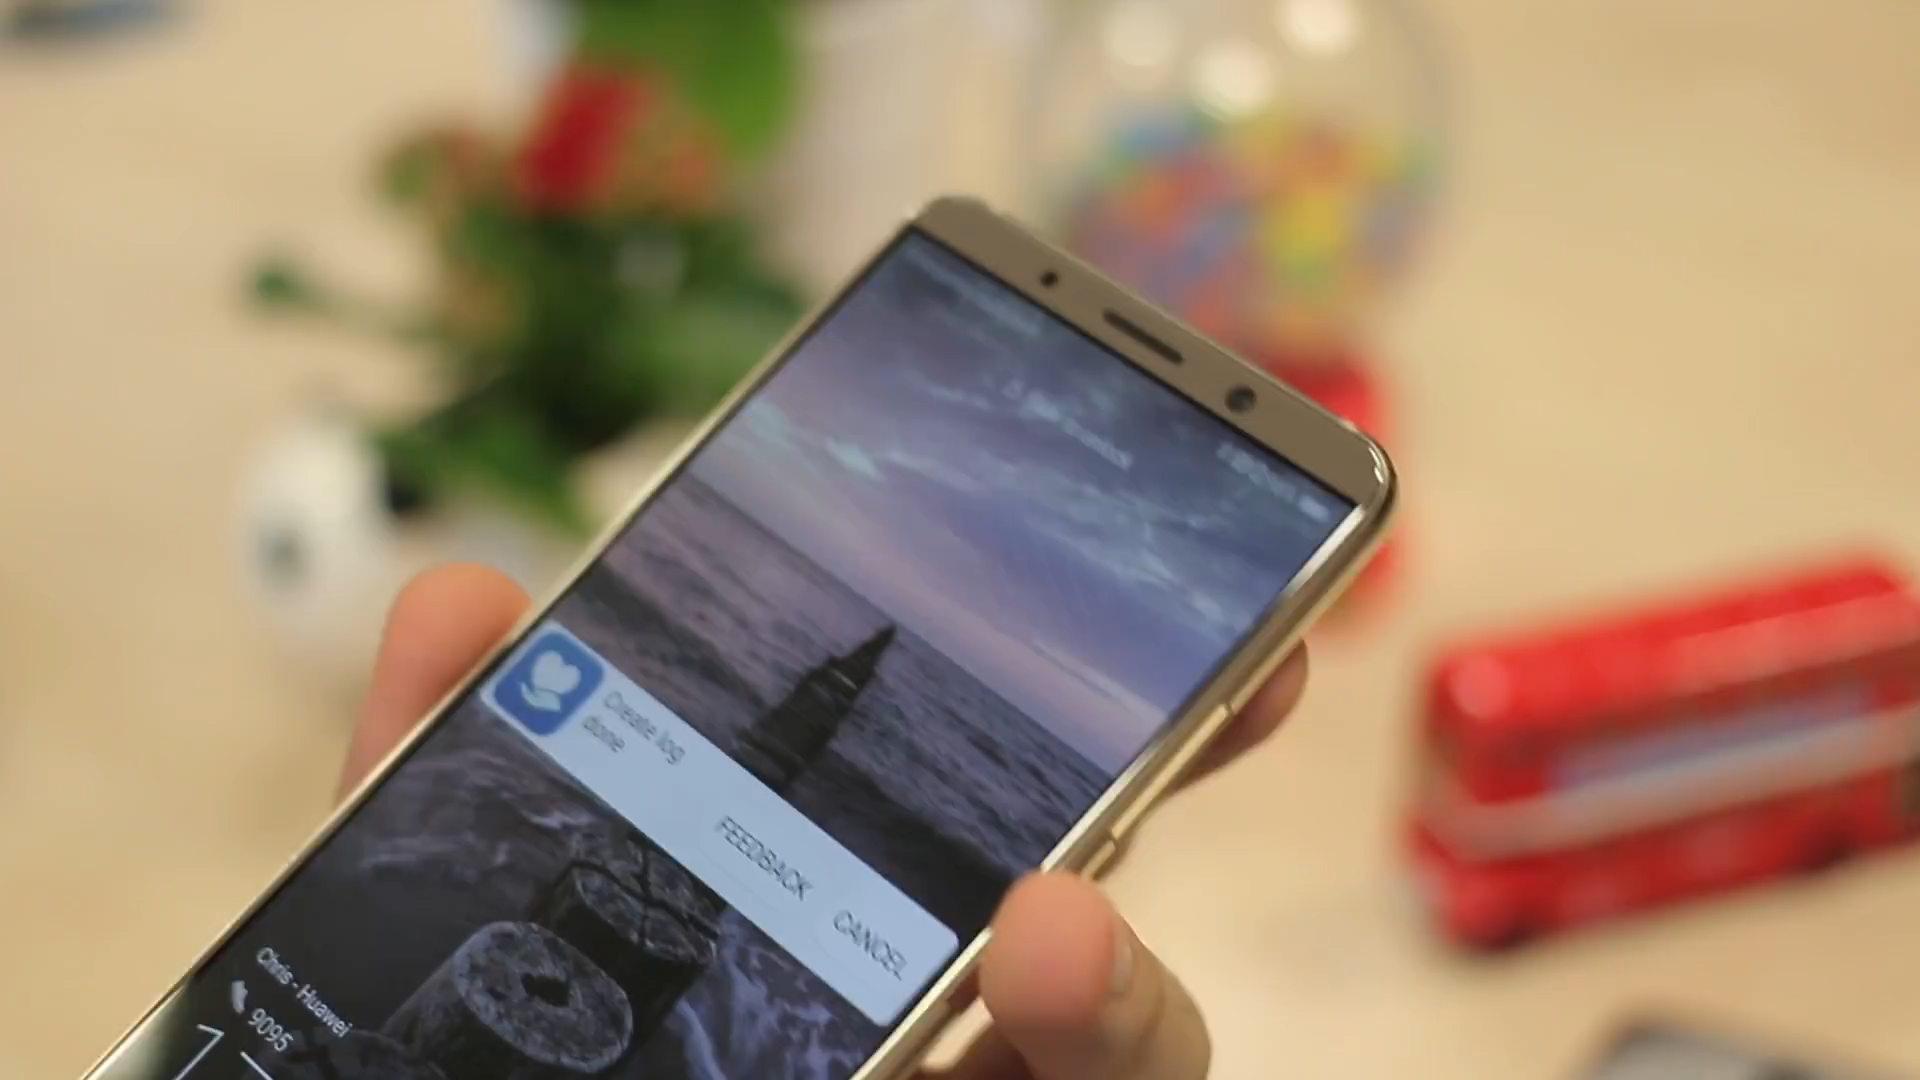 Create log
done
FEEDBACK CANCEL
Chris - Huawei
9095